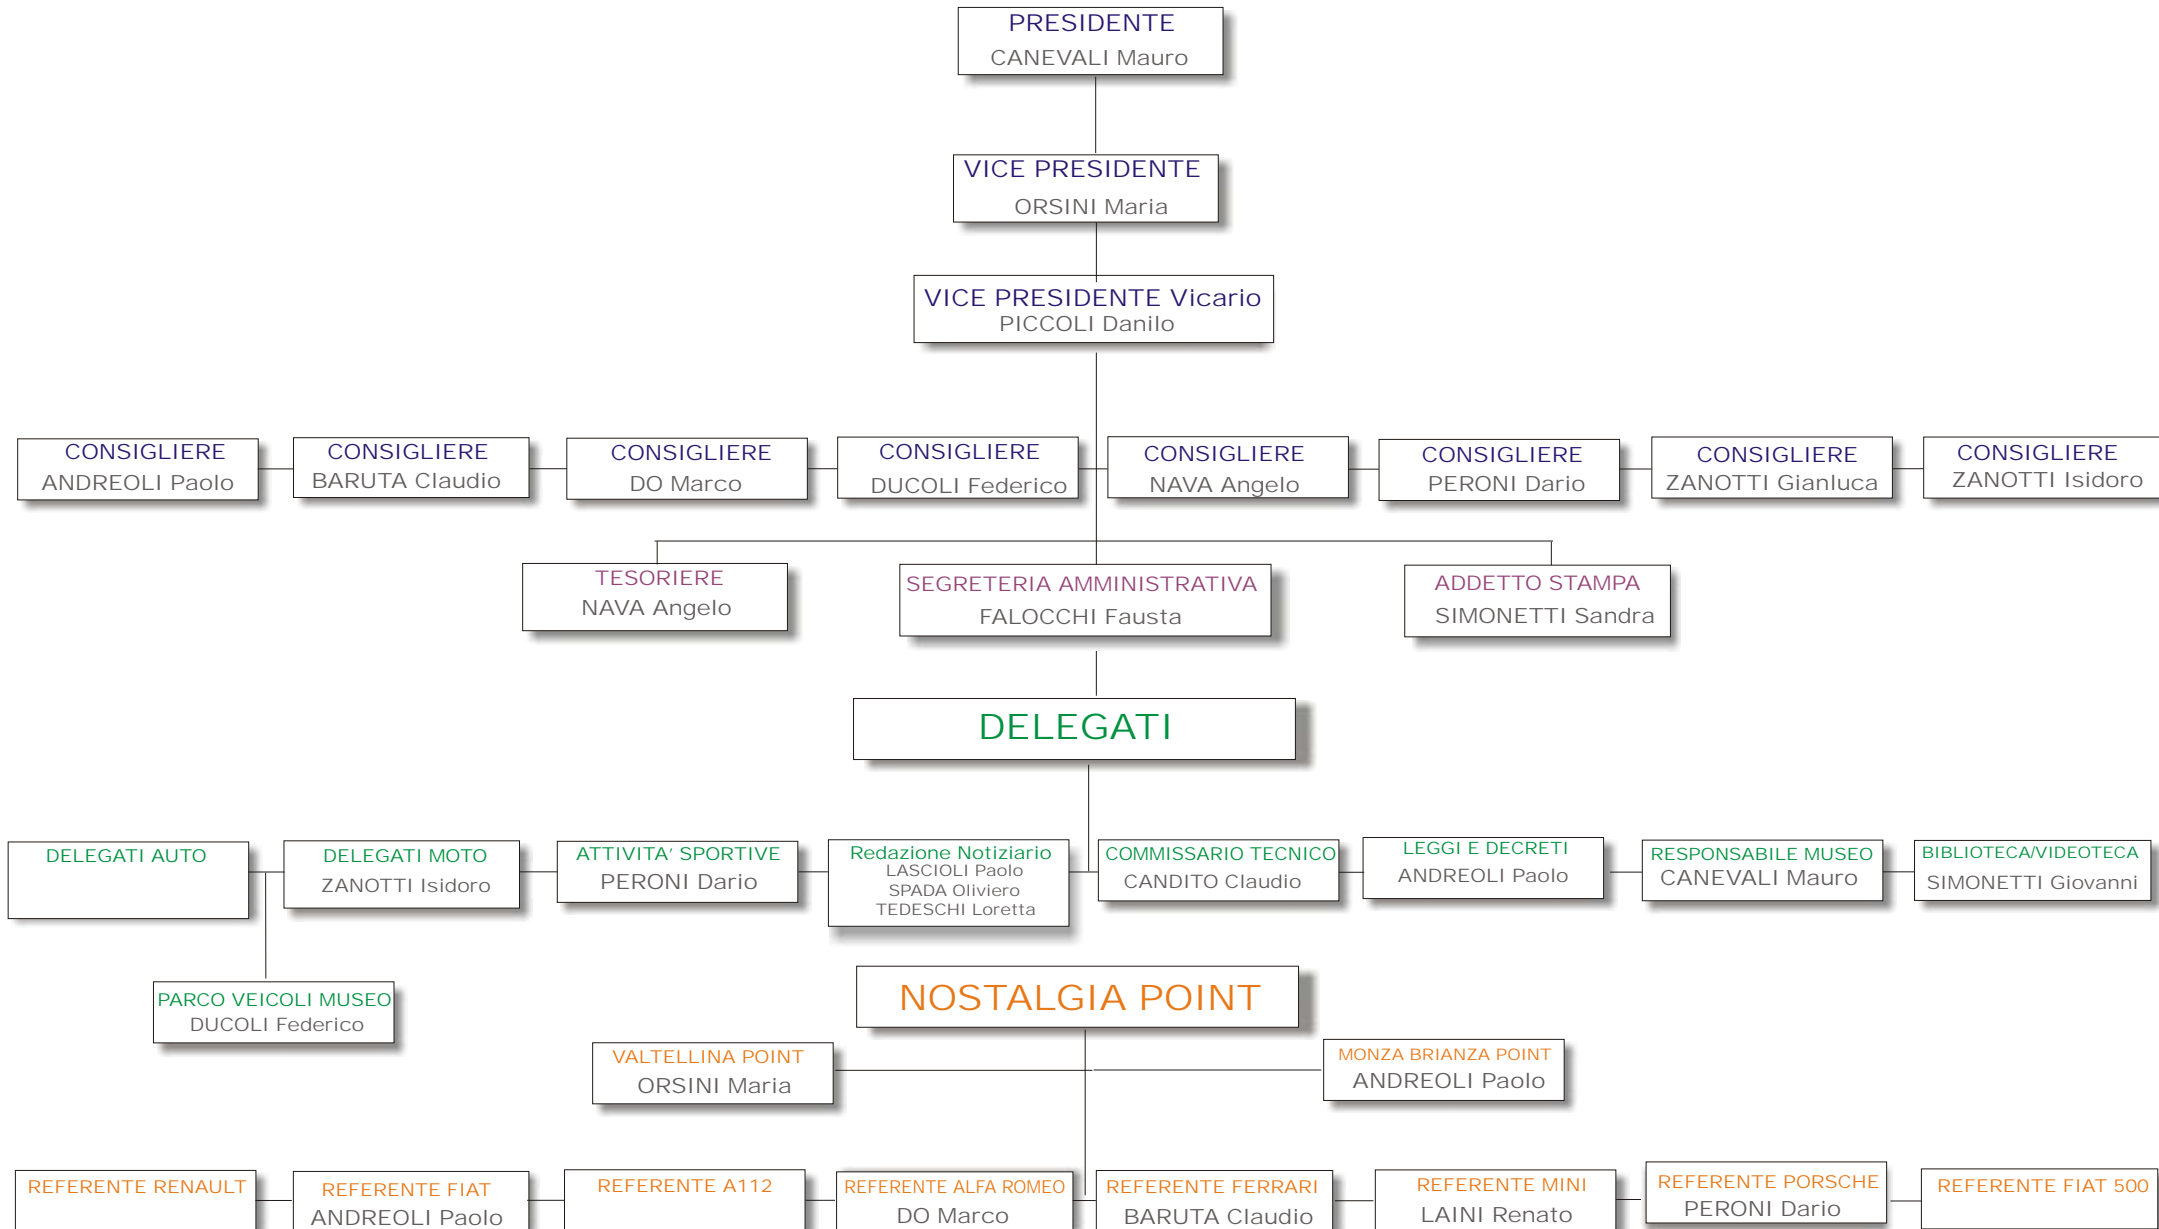 PRESIDENTE
CANEVALI Mauro
VICE PRESIDENTE
ORSINI Maria
VICE PRESIDENTE Vicario
PICCOLI Danilo
CONSIGLIERE
ANDREOLI Paolo
CONSIGLIERE
BARUTA Claudio
CONSIGLIERE
DO Marco
CONSIGLIERE
DUCOLI Federico
CONSIGLIERE
NAVA Angelo
CONSIGLIERE
PERONI Dario
CONSIGLIERE
ZANOTTI Gianluca
CONSIGLIERE
ZANOTTI Isidoro
TESORIERE
NAVA Angelo
SEGRETERIA AMMINISTRATIVA
FALOCCHI Fausta
ADDETTO STAMPA
SIMONETTI Sandra
DELEGATI
DELEGATI AUTO
DELEGATI MOTO
ZANOTTI Isidoro
ATTIVITA' SPORTIVE
PERONI Dario
Redazione Notiziario
LASCIOLI Paolo
SPADA Oliviero
TEDESCHI Loretta
COMMISSARIO TECNICO
CANDITO Claudio
LEGGI E DECRETI
ANDREOLI Paolo
RESPONSABILE MUSEO
CANEVALI Mauro
BIBLIOTECA/VIDEOTECA
SIMONETTI Giovanni
PARCO VEICOLI MUSEO
DUCOLI Federico
NOSTALGIA POINT
VALTELLINA POINT
ORSINI Maria
MONZA BRIANZA POINT
ANDREOLI Paolo
REFERENTE RENAULT
REFERENTE FIAT
ANDREOLI Paolo
REFERENTE A112
REFERENTE ALFA ROMEO
DO Marco
REFERENTE FERRARI
BARUTA Claudio
REFERENTE MINI
LAINI Renato
REFERENTE PORSCHE
PERONI Dario
REFERENTE FIAT 500